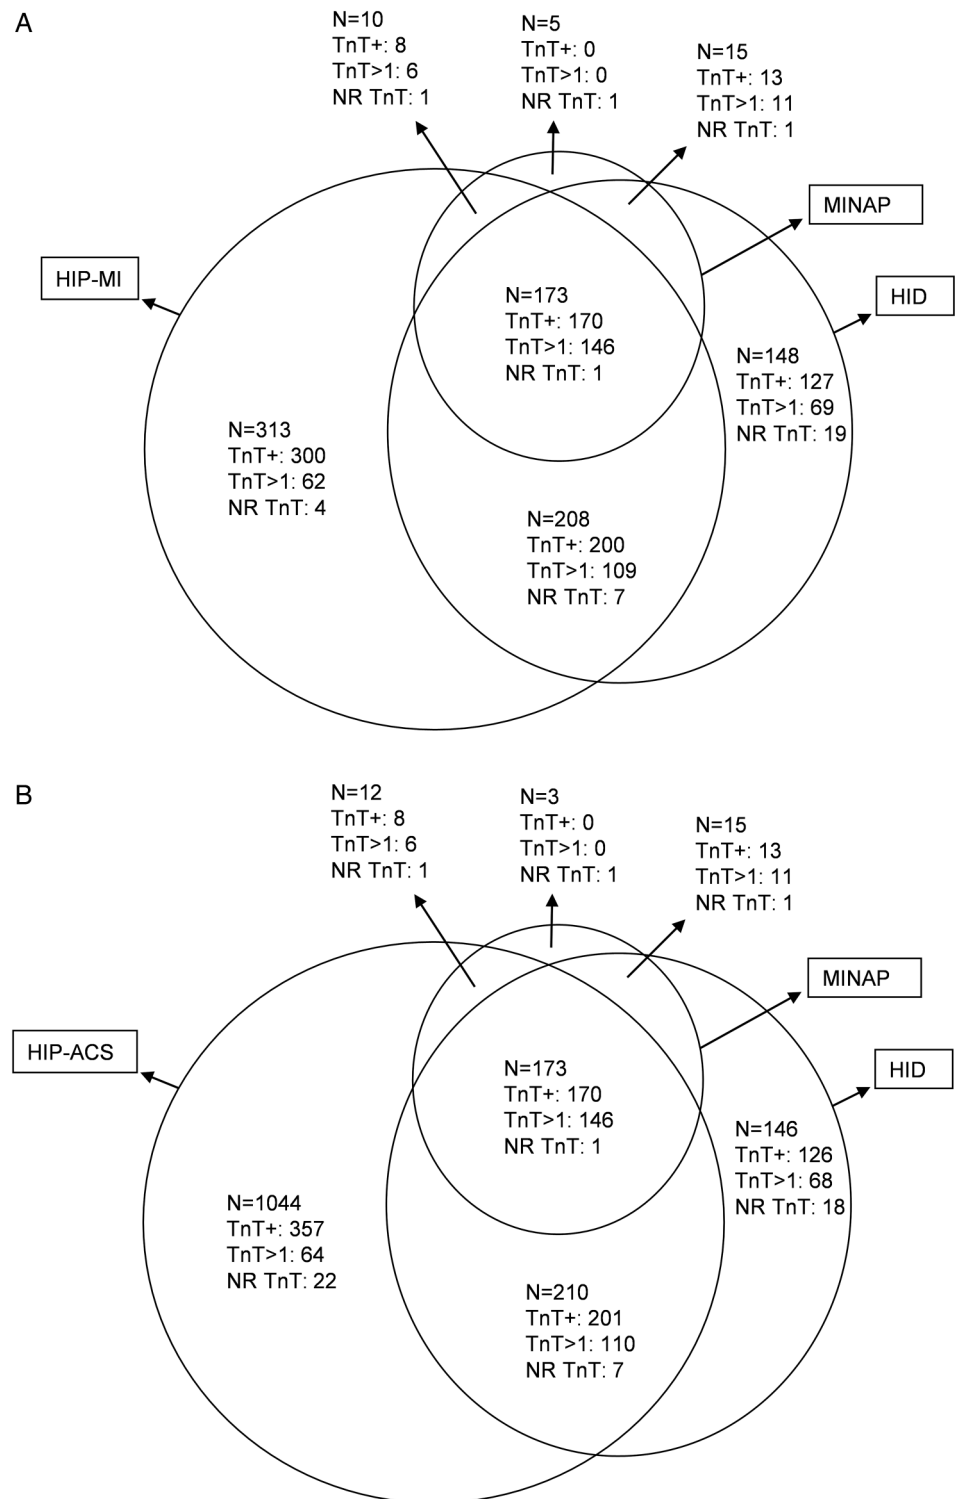 A
N=10
TnT+: 8
TnT>1: 6
NR TnT: 1
N=5
TnT+: 0
TnT>1: 0
NR TnT: 1
N=15
TnT+: 13
TnT>1: 11
NR TnT: 1
MINAP
HIP-MI
HID
N=173
TnT+: 170
TnT>1: 146
NR TnT: 1
N=148
TnT+: 127
TnT>1: 69
NR TnT: 19
N=313
TnT+: 300
TnT>1: 62
NR TnT: 4
N=208
TnT+: 200
TnT>1: 109
NR TnT: 7
B
N=12
TnT+: 8
TnT>1: 6
NR TnT: 1
N=3
TnT+: 0
TnT>1: 0
NR TnT: 1
N=15
TnT+: 13
TnT>1: 11
NR TnT: 1
MINAP
HIP-ACS
HID
N=173
TnT+: 170
TnT>1: 146
NR TnT: 1
N=146
TnT+: 126
TnT>1: 68
NR TnT: 18
N=1044
TnT+: 357
TnT>1: 64
NR TnT: 22
N=210
TnT+: 201
TnT>1: 110
NR TnT: 7